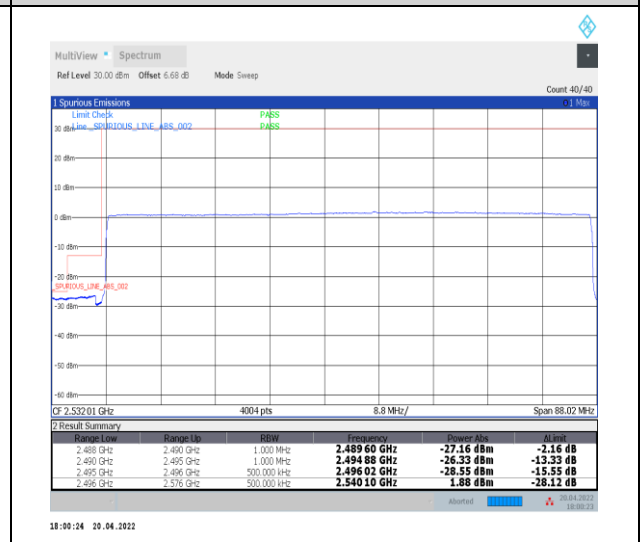 MultiView Spectrum
Ref Level 30.00 dBm Offset 6.68 dB Mode Sweep
Count 40/40
1 Spurious Emissions 1 Max
Limit Check PASS
Line _SPURIOUS_LINE_ABS_002 PASS
30 dBm
20 dBm
10 dBm
0 dBm
-10 dBm
-20 dBm
_SPURIOUS_LINE_ABS_002
-30 dBm
-40 dBm
-50 dBm
-60 dBm
CF 2.53201 GHz 4004 pts 8.8 MHz/ Span 88.02 MHz
2 Result Summary
Range Low Range Up RBW Frequency Power Abs ΔLimit
2.488 GHz 2.490 GHz 1.000 MHz 2.489 60 GHz -27.16 dBm -2.16 dB
2.490 GHz 2.495 GHz 1.000 MHz 2.494 88 GHz -26.33 dBm -13.33 dB
2.495 GHz 2.496 GHz 500.000 kHz 2.496 02 GHz -28.55 dBm -15.55 dB
2.496 GHz 2.576 GHz 500.000 kHz 2.540 10 GHz 1.88 dBm -28.12 dB
Aborted 20.04.2022
18:00:23
18:00:24 20.04.2022